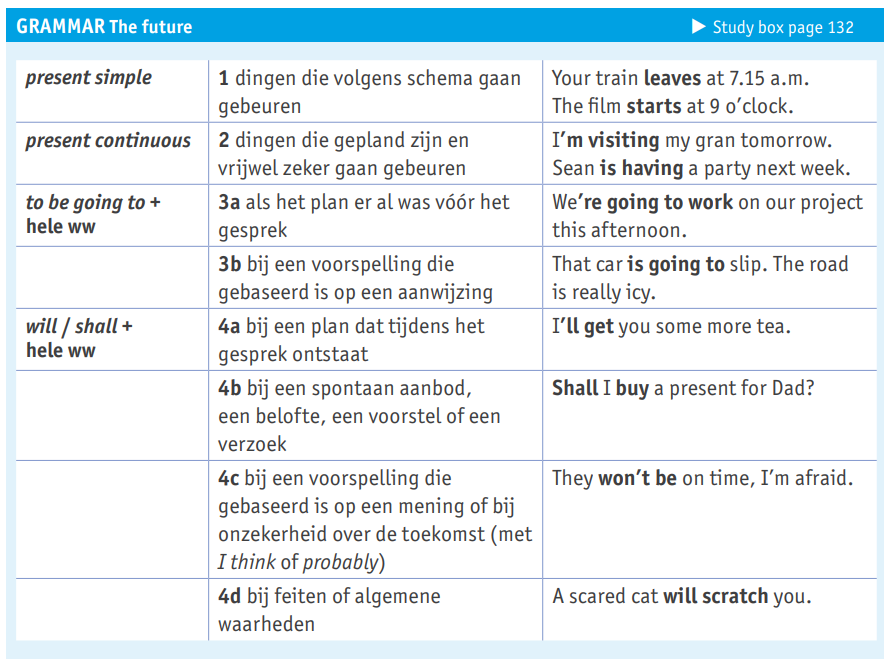 GRAMMAR The future
▶ Study box page 132
present simple
1 dingen die volgens schema gaan
gebeuren
Your train leaves at 7.15 a.m.
The film starts at 9 o’clock.
present continuous
2 dingen die gepland zijn en
vrijwel zeker gaan gebeuren
I’m visiting my gran tomorrow.
Sean is having a party next week.
to be going to +
hele ww
3a als het plan er al was vóór het
gesprek
We’re going to work on our project
this afternoon.
3b bij een voorspelling die
gebaseerd is op een aanwijzing
That car is going to slip. The road
is really icy.
will / shall +
hele ww
4a bij een plan dat tijdens het
gesprek ontstaat
I’ll get you some more tea.
4b bij een spontaan aanbod,
een belofte, een voorstel of een
verzoek
Shall I buy a present for Dad?
4c bij een voorspelling die
gebaseerd is op een mening of bij
onzekerheid over de toekomst (met
I think of probably)
They won’t be on time, I’m afraid.
4d bij feiten of algemene
waarheden
A scared cat will scratch you.